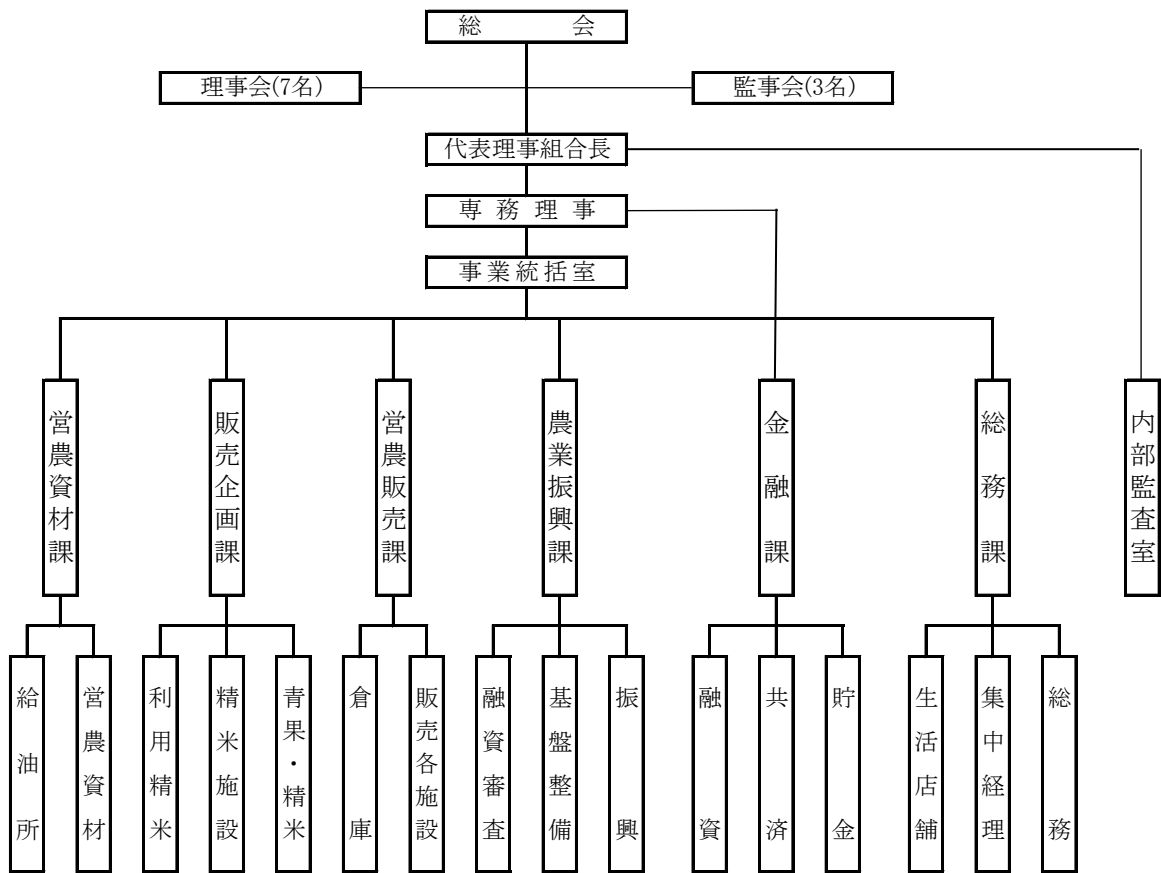 総会
理事会(7名)
監事会(3名)
代表理事組合長
専務理事
事業統括室
営農資材課
販売企画課
営農販売課
農業振興課
金融課
総務課
内部監査室
給油所
営農資材
利用精米
精米施設
青果・精米
倉庫
販売各施設
融資審査
基盤整備
振興
融資
共済
貯金
生活店舗
集中経理
総務